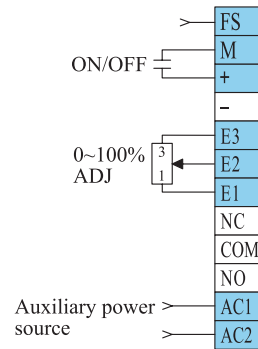 FS
M
ON/OFF
+
−
E3
0~100%
ADJ
3
1
E2
E1
NC
COM
NO
Auxiliary power
source
AC1
AC2